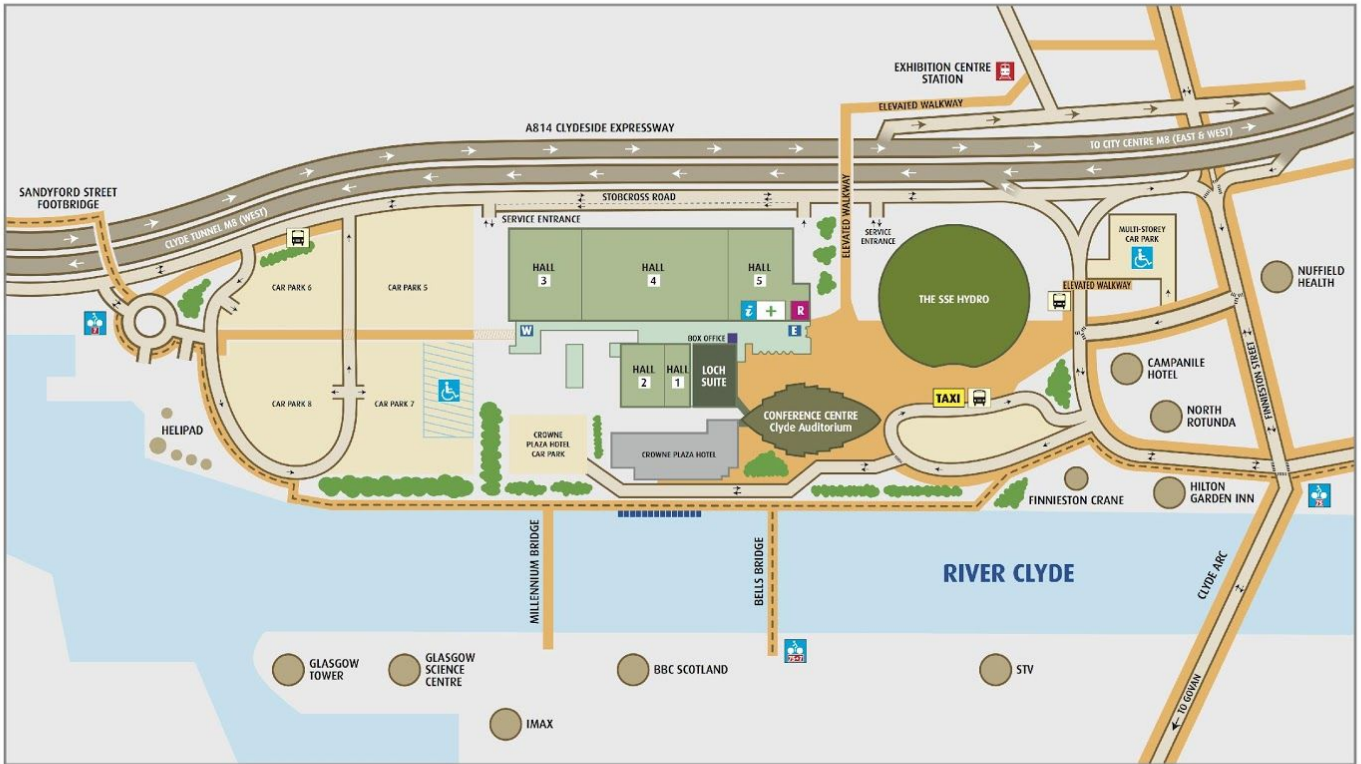 EXHIBITION CENTRE
STATION
ELEVATED WALKWAY
A814 CLYDESIDE EXPRESSWAY
TO CITY CENTRE M8 (EAST & WEST)
SANDYFORD STREET
FOOTBRIDGE
CLYDE TUNNEL M8 (WEST)
STOBCROSS ROAD
SERVICE ENTRANCE
ELEVATED WALKWAY
SERVICE
ENTRANCE
MULTI-STOREY
CAR PARK
HALL
3
HALL
4
HALL
5
i
R
W
E
THE SSE HYDRO
ELEVATED WALKWAY
NUFFIELD
HEALTH
CAR PARK 6
CAR PARK 5
7
BOX OFFICE
HALL
2
HALL
1
LOCH
SUITE
CAMPANILE
HOTEL
FINNIESTON STREET
CAR PARK 8
CAR PARK 7
TAXI
CONFERENCE CENTRE
Clyde Auditorium
NORTH
ROTUNDA
HELIPAD
CROWNE
PLAZA HOTEL
CAR PARK
CROWNE PLAZA HOTEL
FINNIESTON CRANE
HILTON
GARDEN INN
75
MILLENNIUM BRIDGE
BELLS BRIDGE
RIVER CLYDE
CLYDE ARC
GLASGOW
TOWER
GLASGOW
SCIENCE
CENTRE
BBC SCOTLAND
STV
IMAX
TO GOVAN